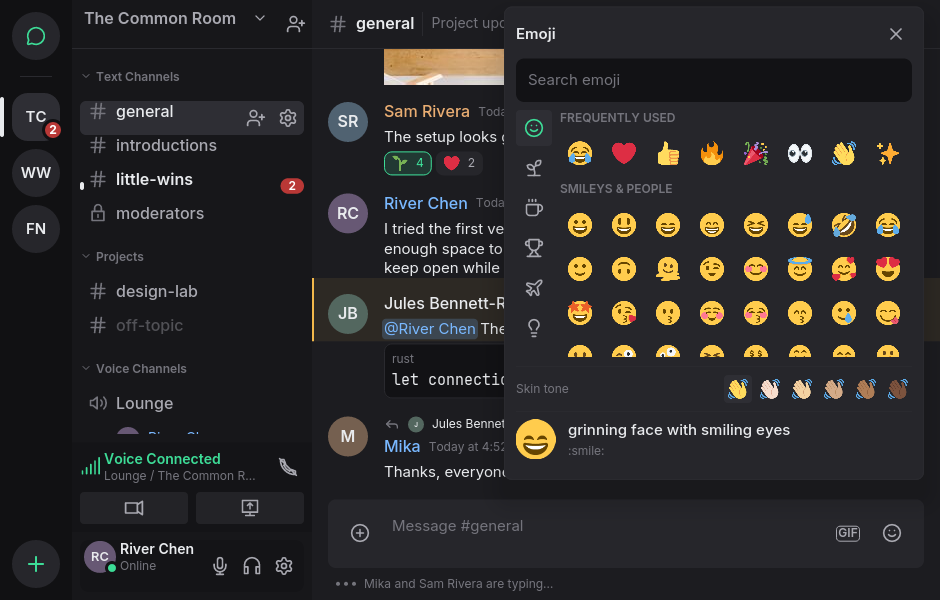 TC
2
WW
FN
The Common Room
Text Channels
general
introductions
little-wins
2
moderators
Projects
design-lab
off-topic
Voice Channels
Lounge
Voice Connected
Lounge / The Common R...
RC
River Chen
Online
general
Project upd
SR
Sam Rivera
The setup looks
4
2
RC
River Chen
I tried the first
enough space to
keep open while
JB
Jules Bennett-R
@River Chen The
rust
let connectio
J
Jules Bennet
M
Mika
Today at 4:52
Thanks, everyone
Message #general
GIF
Mika and Sam Rivera are typing...
Emoji
Search emoji
FREQUENTLY USED
SMILEYS & PEOPLE
Skin tone
grinning face with smiling eyes
:smile: